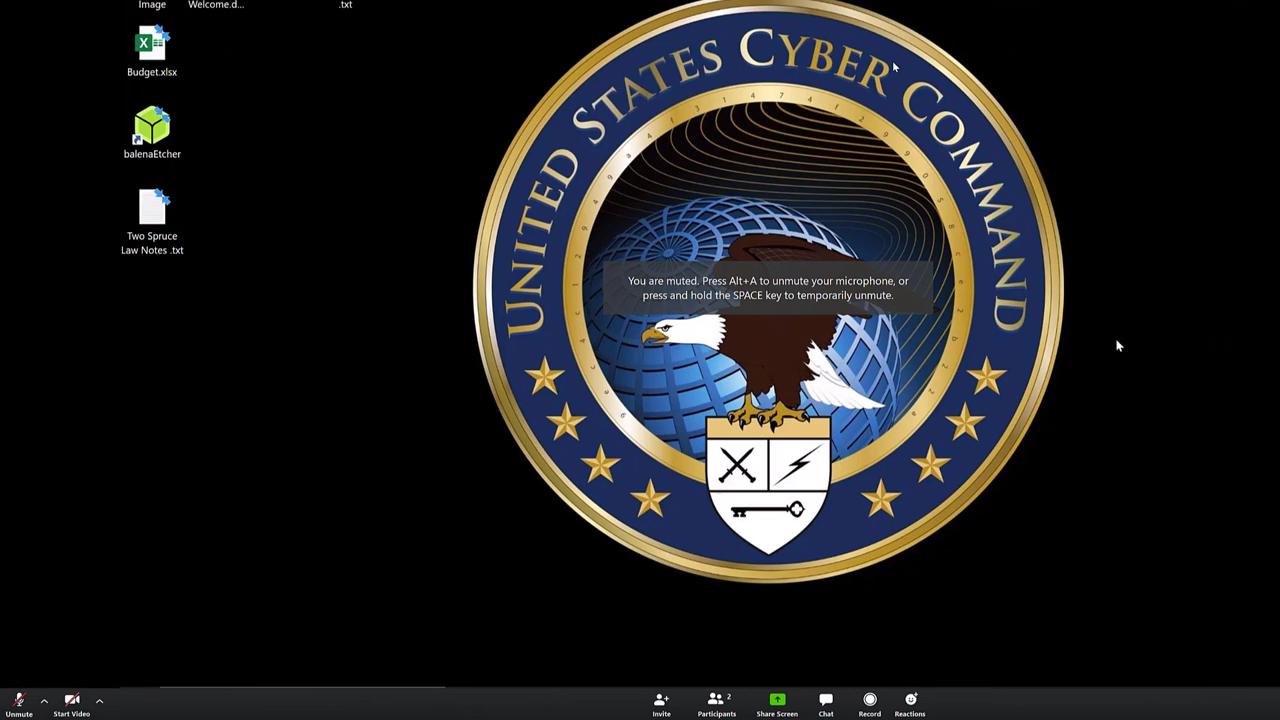 Image
Welcome.d...
.txt
Budget.xlsx
balenaEtcher
Two Spruce
Law Notes .txt
UNITED STATES CYBER COMMAND
You are muted. Press Alt+A to unmute your microphone, or
press and hold the SPACE key to temporarily unmute.
Unmute
Start Video
Invite
Participants
2
Share Screen
Chat
Record
Reactions